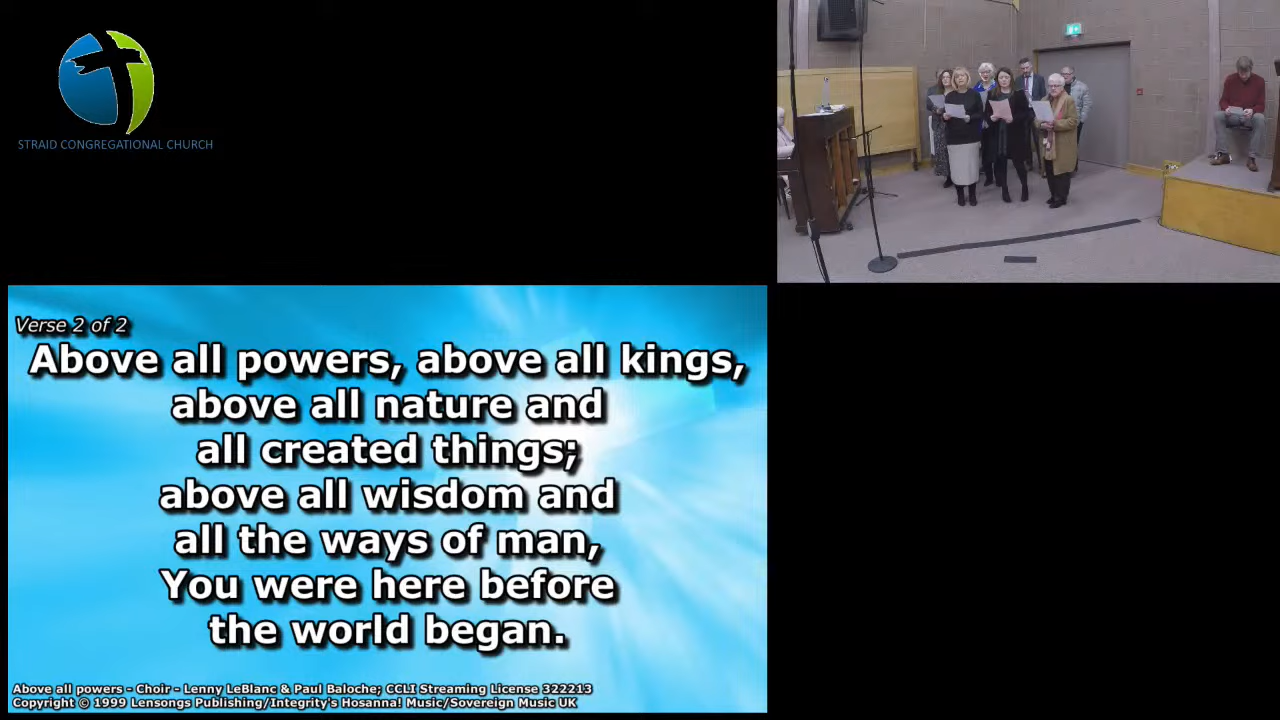 STRAID CONGREGATIONAL CHURCH
Verse 2 of 2
Above all powers, above all kings,
above all nature and
all created things;
above all wisdom and
all the ways of man,
You were here before
the world began.
Above all powers - Choir - Lenny LeBlanc & Paul Baloche; CCLI Streaming License 322213
Copyright © 1999 Lensongs Publishing/Integrity's Hosanna! Music/Sovereign Music UK